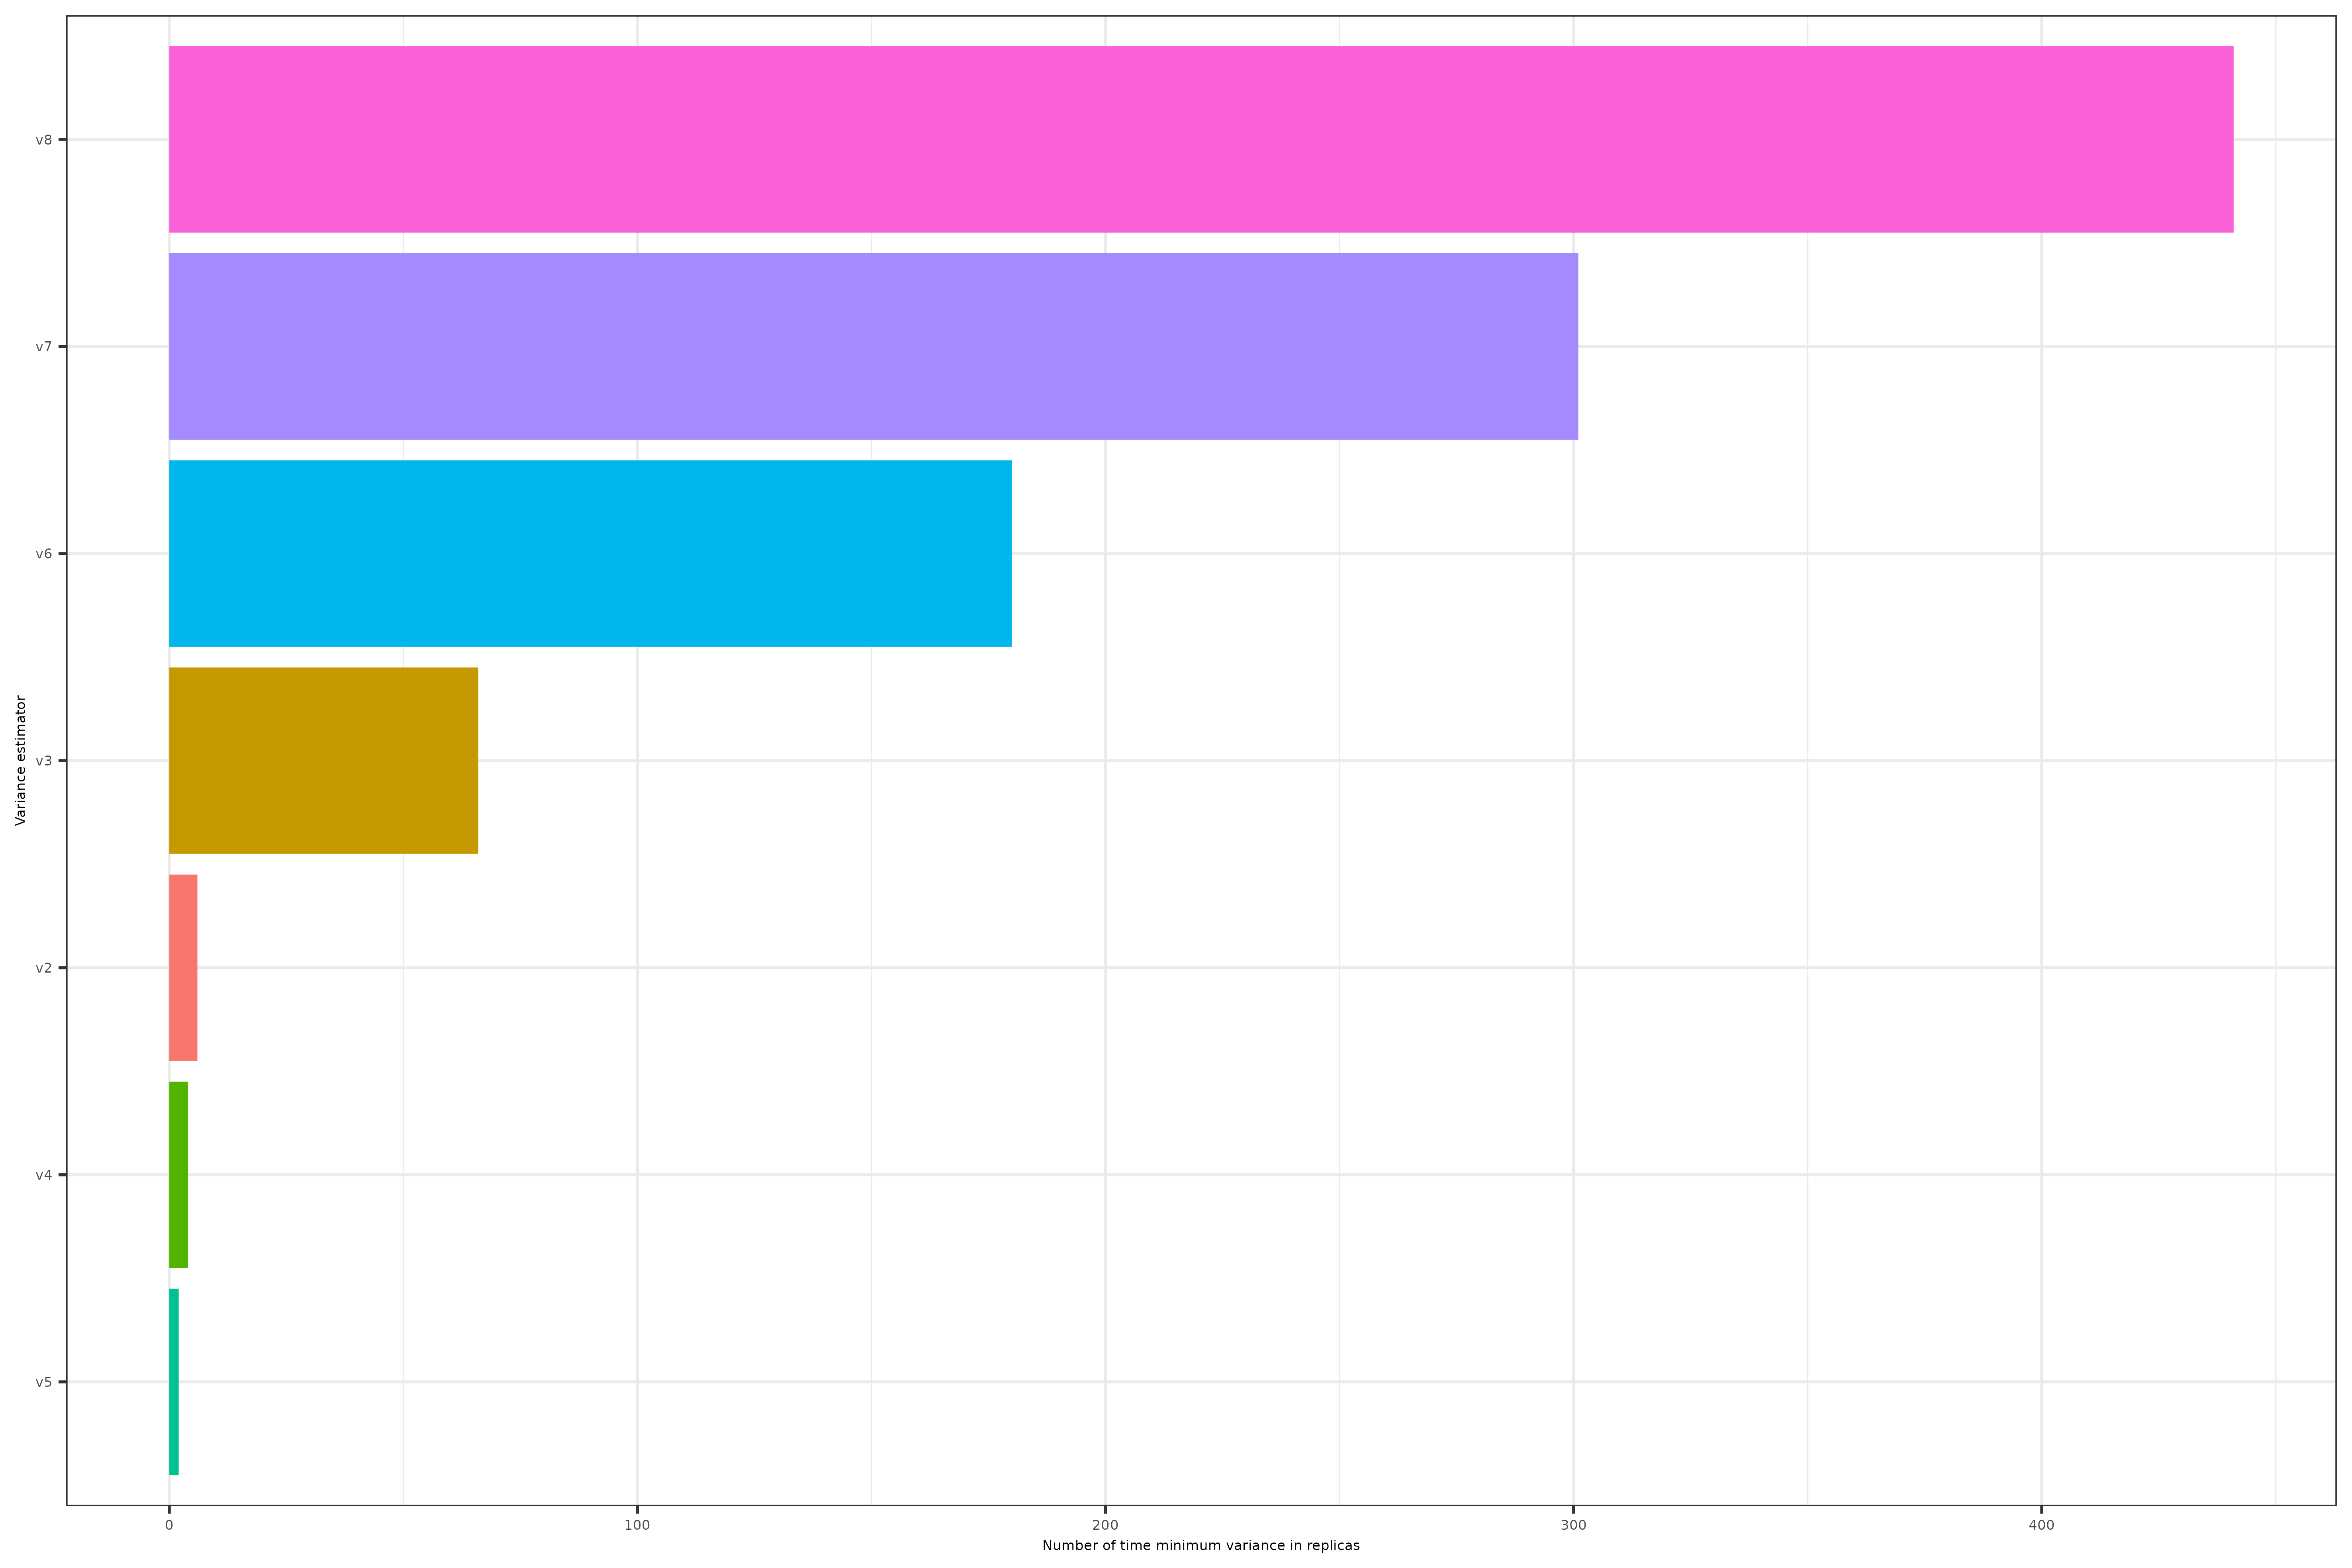 v8
v7
v6
v3
v2
v4
v5
Variance estimator
0 100 200 300 400
Number of time minimum variance in replicas